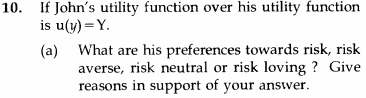 10. If John's utility function over his utility function
is u(y)=Y.
(a) What are his preferences towards risk, risk
averse, risk neutral or risk loving ? Give
reasons in support of your answer.